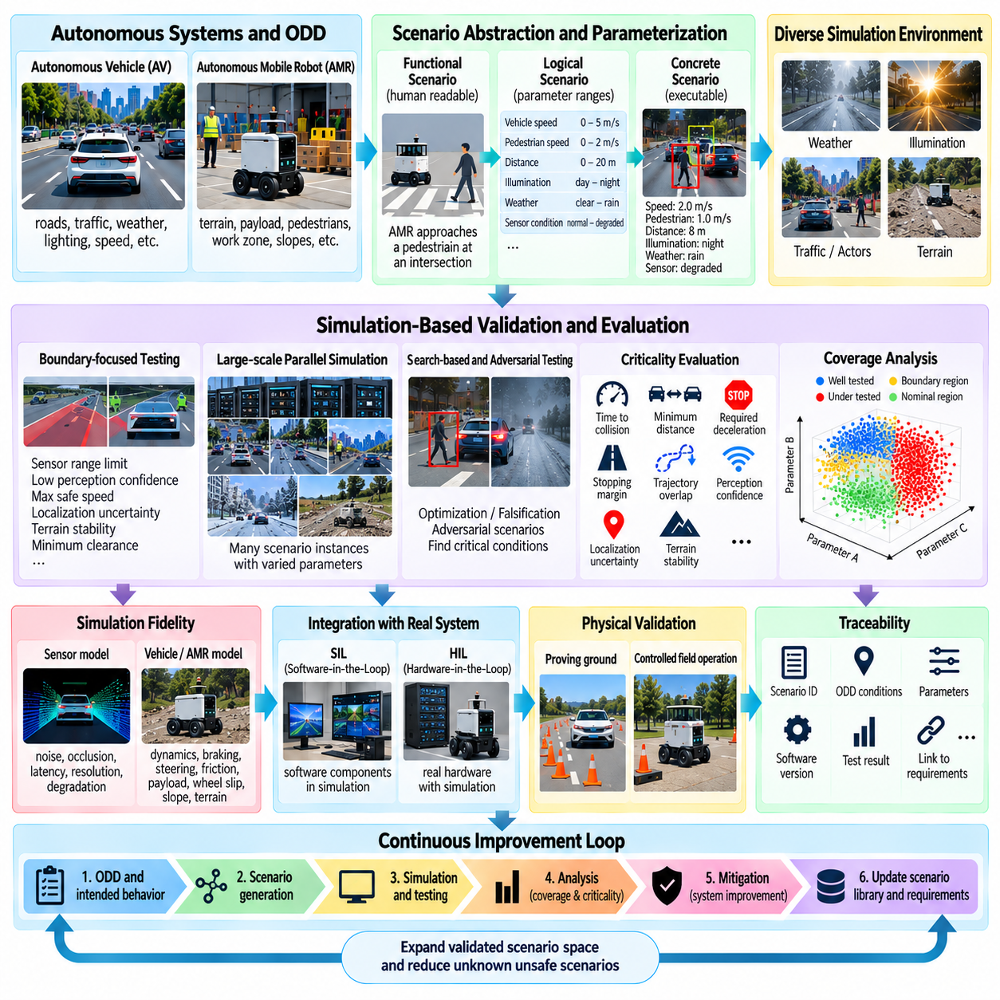 Autonomous Systems and ODD
Autonomous Vehicle (AV)
roads, traffic, weather,
lighting, speed, etc.
Autonomous Mobile Robot (AMR)
terrain, payload, pedestrians,
work zone, slopes, etc.
Scenario Abstraction and Parameterization
Functional
Scenario
(human readable)
AMR approaches
a pedestriain at
an intersection
Logical
Scenario
(parameter ranges)
Vehicle speed 0 – 5 m/s
Pedestrian speed 0 – 2 m/s
Distance 0 – 20 m
Illumination day – night
Weather clear – rain
Sensor condition normal – degraded
...
Concrete
Scenario
(executable)
Speed: 2.0 m/s
Pedestrian: 1.0 m/s
Distance: 8 m
Illumination: night
Weather: rain
Sensor: degraded
Diverse Simulation Environment
Weather
Illumination
Traffic / Actors
Terrain
Simulation-Based Validation and Evaluation
Boundary-focused Testing
Sensor range limit
Low perception confidence
Max safe speed
Localization uncertainty
Terrain stability
Minimum clearance
...
Large-scale Parallel Simulation
Many scenario instances
with varied parameters
Search-based and Adversarial Testing
Optimization / Falsification
Adversarial scenarios
Find critical conditions
Criticality Evaluation
Time to
collision
Minimum
distance
STOP
Required
deceleration
Stopping
margin
Trajectory
overlap
Perception
confidence
Localization
uncertainty
Terrain
stability
...
Coverage Analysis
Well tested
Boundary region
Under tested
Nominal region
Parameter B
Parameter A
Parameter C
Simulation Fidelity
Sensor model
noise, occlusion,
latency, resolution,
degradation
Vehicle / AMR model
dynamics, braking,
steering, friction,
payload, wheel slip,
slope, terrain
Integration with Real System
SIL
(Software-in-the-Loop)
software components
in simulation
HIL
(Hardware-in-the-Loop)
real hardware
with simulation
Physical Validation
Proving ground
Controlled field operation
Traceability
Scenario ID
ODD conditions
Parameters
Software
version
Test result
Link to
requirements
...
Continuous Improvement Loop
1. ODD and
intended behavior
2. Scenario
generation
3. Simulation
and testing
4. Analysis
(coverage & criticality)
5. Mitigation
(system improvement)
6. Update scenario
library and requirements
Expand validated scenario space
and reduce unknown unsafe scenarios